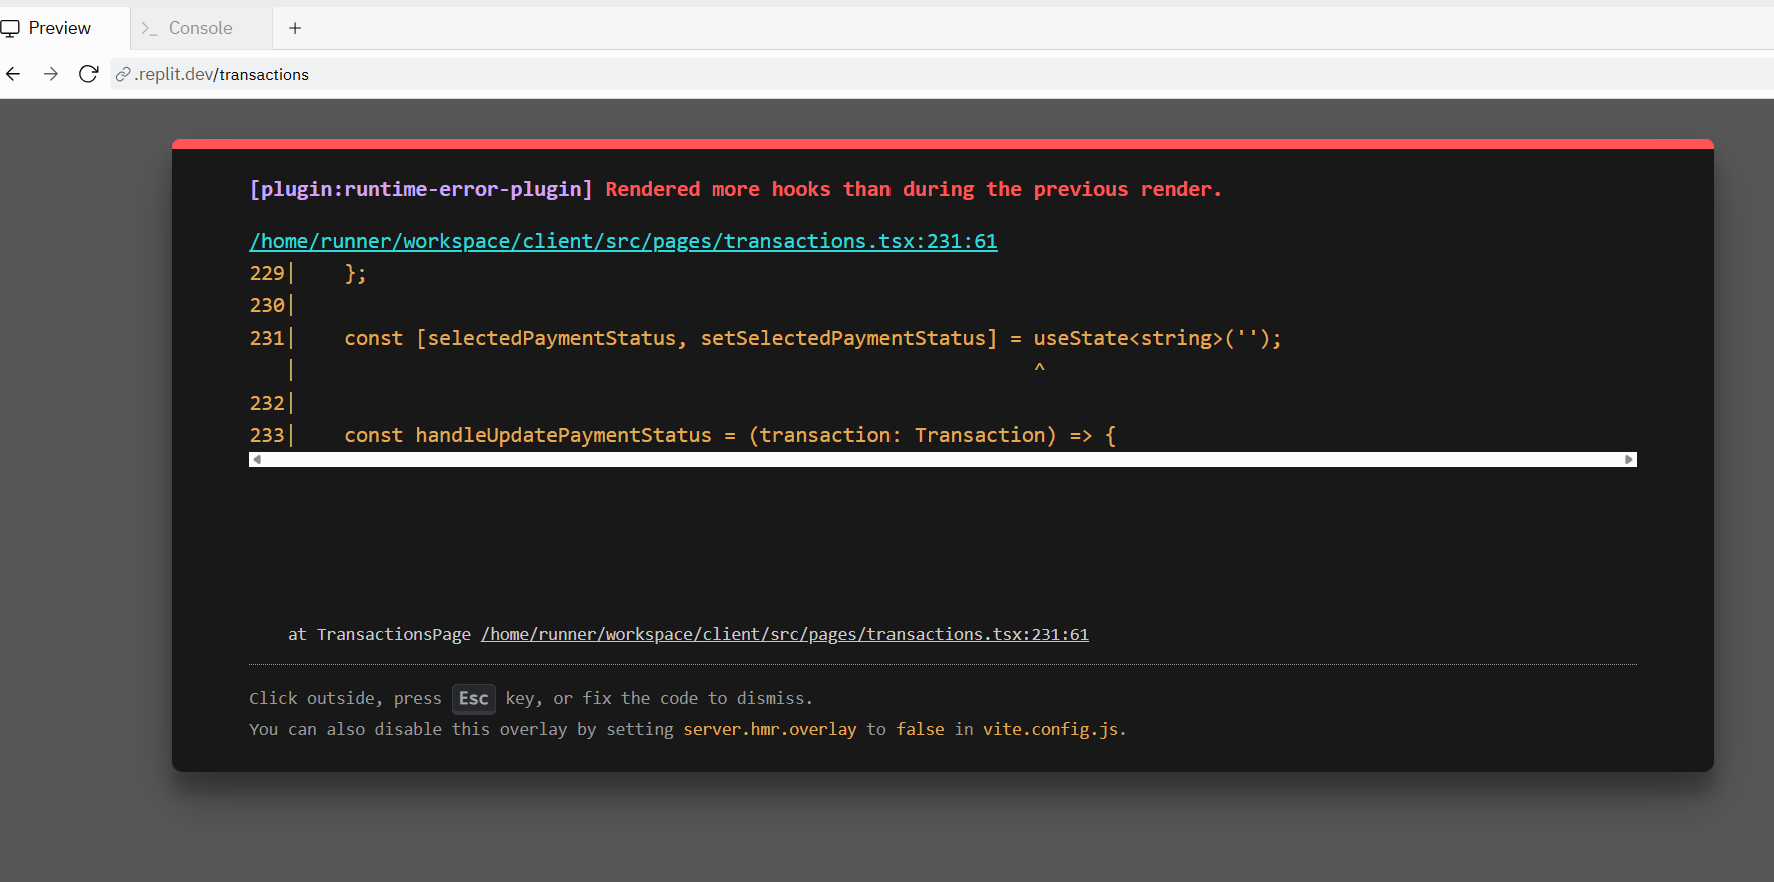 Preview
>_ Console
+
.replit.dev/transactions
[plugin:runtime-error-plugin] Rendered more hooks than during the previous render.
/home/runner/workspace/client/src/pages/transactions.tsx:231:61
229|    };
230|
231|    const [selectedPaymentStatus, setSelectedPaymentStatus] = useState<string>('');
   |                                                              ^
232|
233|    const handleUpdatePaymentStatus = (transaction: Transaction) => {
at TransactionsPage /home/runner/workspace/client/src/pages/transactions.tsx:231:61
Click outside, press Esc key, or fix the code to dismiss.
You can also disable this overlay by setting server.hmr.overlay to false in vite.config.js.